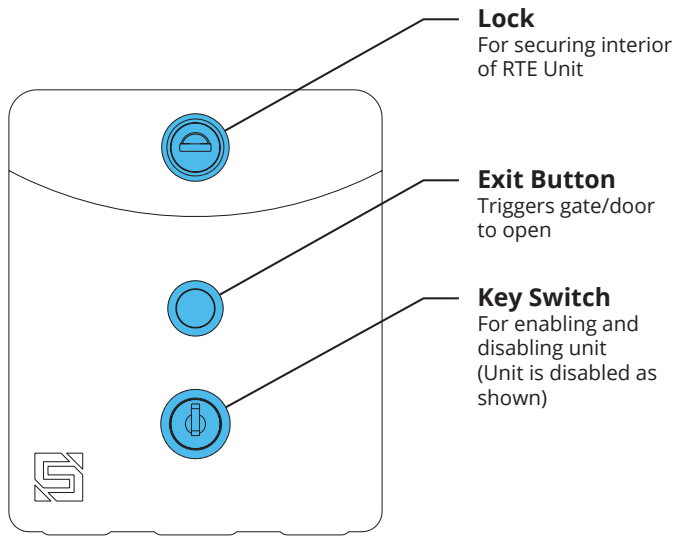 Lock
For securing interior
of RTE Unit
Exit Button
Triggers gate/door
to open
Key Switch
For enabling and
disabling unit
(Unit is disabled as
shown)